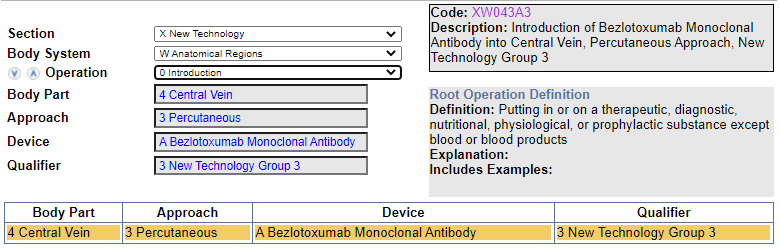 Section X New Technology
Body System W Anatomical Regions
Operation 0 Introduction
Body Part 4 Central Vein
Approach 3 Percutaneous
Device A Bezlotoxumab Monoclonal Antibody
Qualifier 3 New Technology Group 3
Code: XW043A3
Description: Introduction of Bezlotoxumab Monoclonal
Antibody into Central Vein, Percutaneous Approach, New
Technology Group 3
Root Operation Definition
Definition: Putting in or on a therapeutic, diagnostic,
nutritional, physiological, or prophylactic substance except
blood or blood products
Explanation:
Includes Examples:
Body Part Approach Device Qualifier
4 Central Vein 3 Percutaneous A Bezlotoxumab Monoclonal Antibody 3 New Technology Group 3